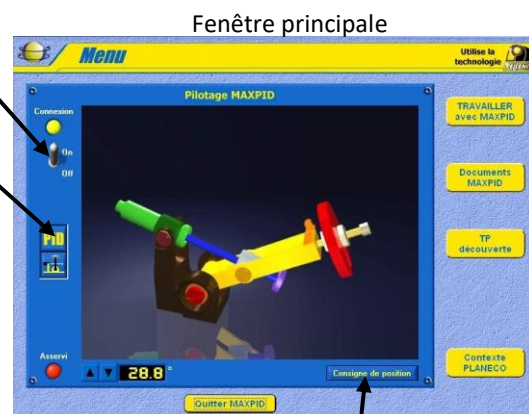 Fenêtre principale
Menu
Utilise la
technologie
Pilotage MAXPID
Connexion
On
Off
PID
Asservi
28.8 °
Consigne de position
TRAVAILLER
avec MAXPID
Documents
MAXPID
TP
découverte
Contexte
PLANECO
Quitter MAXPID